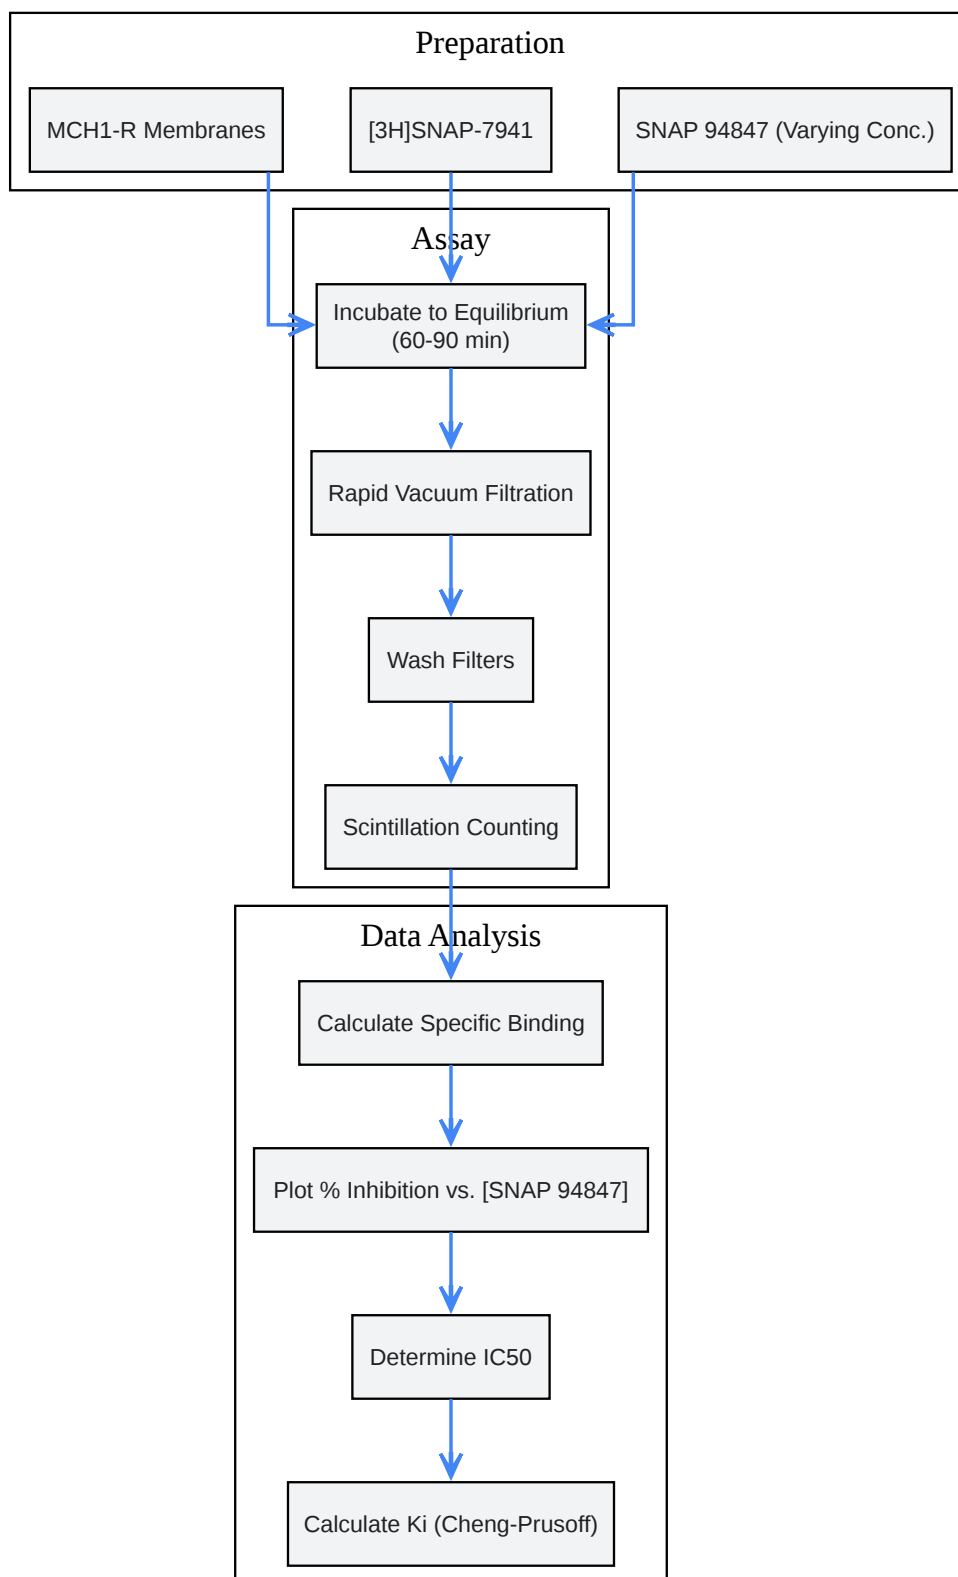 Preparation
MCH1-R Membranes
[3H]SNAP-7941
SNAP 94847 (Varying Conc.)
Assay
Incubate to Equilibrium
(60-90 min)
Rapid Vacuum Filtration
Wash Filters
Scintillation Counting
Data Analysis
Calculate Specific Binding
Plot % Inhibition vs. [SNAP 94847]
Determine IC50
Calculate Ki (Cheng-Prusoff)